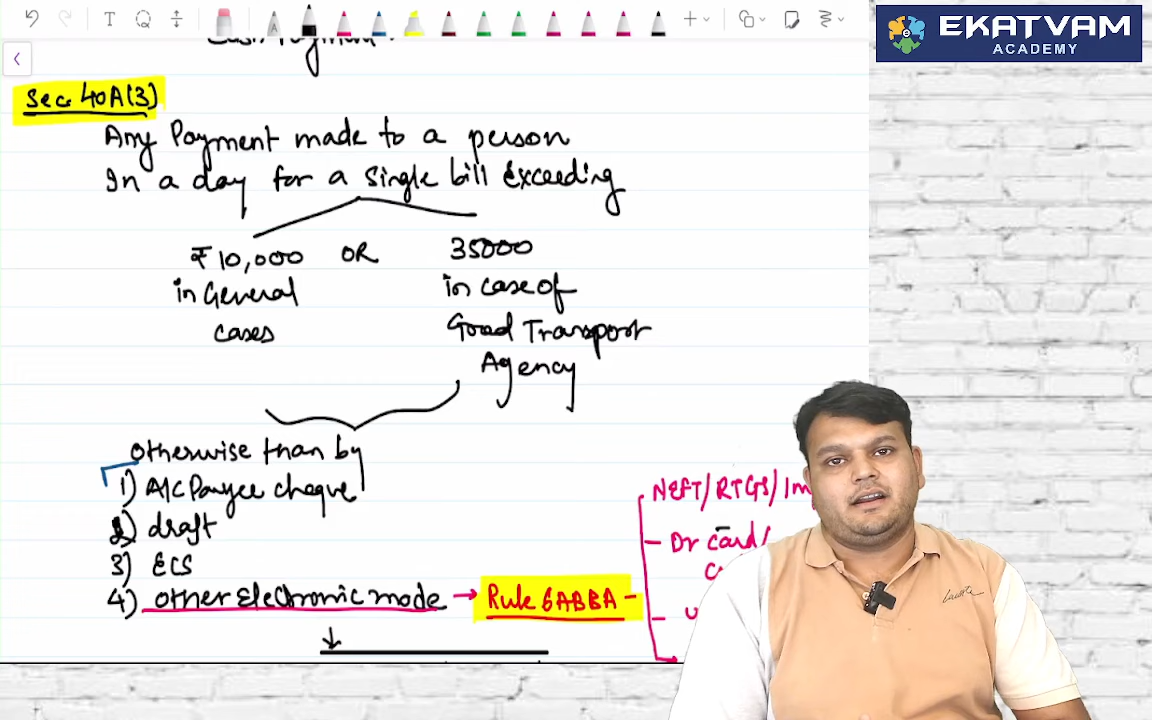 EKATVAM
ACADEMY
Cash Payment.
Sec. 40A(3)
Any Payment made to a person
In a day for a single bill exceeding
₹10,000 OR 35000
in General
cases
in case of
Good Transport
Agency
otherwise than by
1) A/C Payee cheque
2) draft
3) ECS
4) other Electronic mode → Rule 6ABBA -
NEFT/RTGS/Im
- Dr Card/